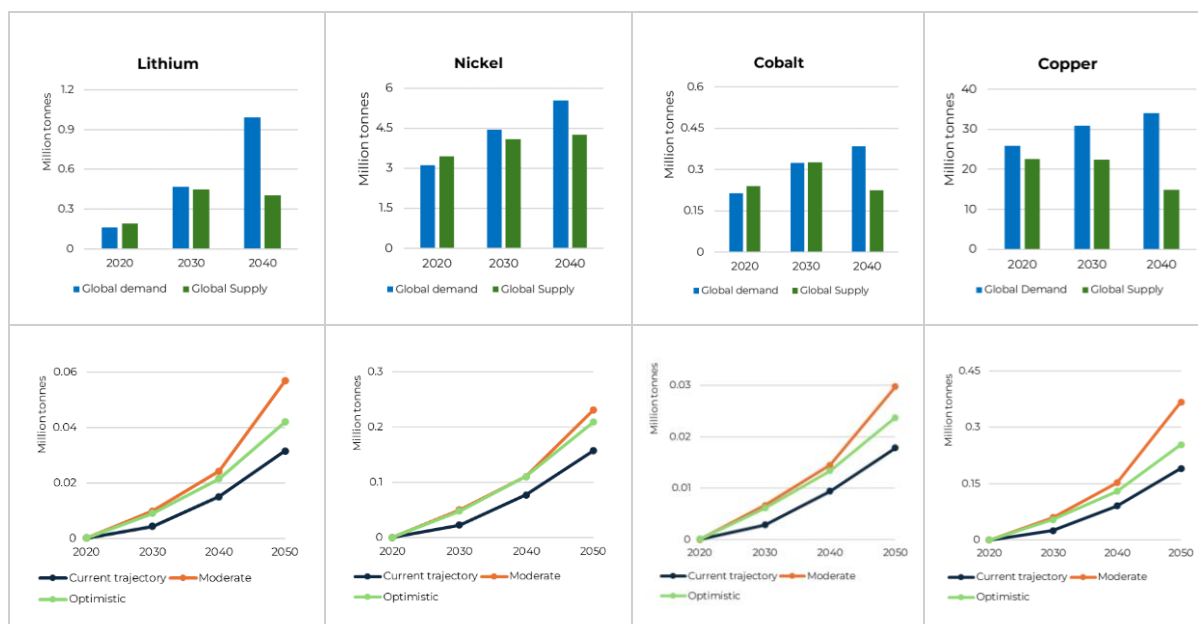 Lithium
Million tonnes
1.2
0.9
0.6
0.3
0
2020 2030 2040
Global demand Global Supply
Nickel
Million tonnes
6
4.5
3
1.5
0
2020 2030 2040
Global demand Global Supply
Cobalt
Million tonnes
0.6
0.45
0.3
0.15
0
2020 2030 2040
Global demand Global Supply
Copper
Million tonnes
40
30
20
10
0
2020 2030 2040
Global Demand Global Supply
Million tonnes
0.06
0.04
0.02
0
2020 2030 2040 2050
Current trajectory Moderate
Optimistic
Million tonnes
0.3
0.2
0.1
0
2020 2030 2040 2050
Current trajectory Moderate
Optimistic
Million tonnes
0.03
0.02
0.01
0
2020 2030 2040 2050
Current trajectory Moderate
Optimistic
Million tonnes
0.45
0.3
0.15
0
2020 2030 2040 2050
Current trajectory Moderate
Optimistic